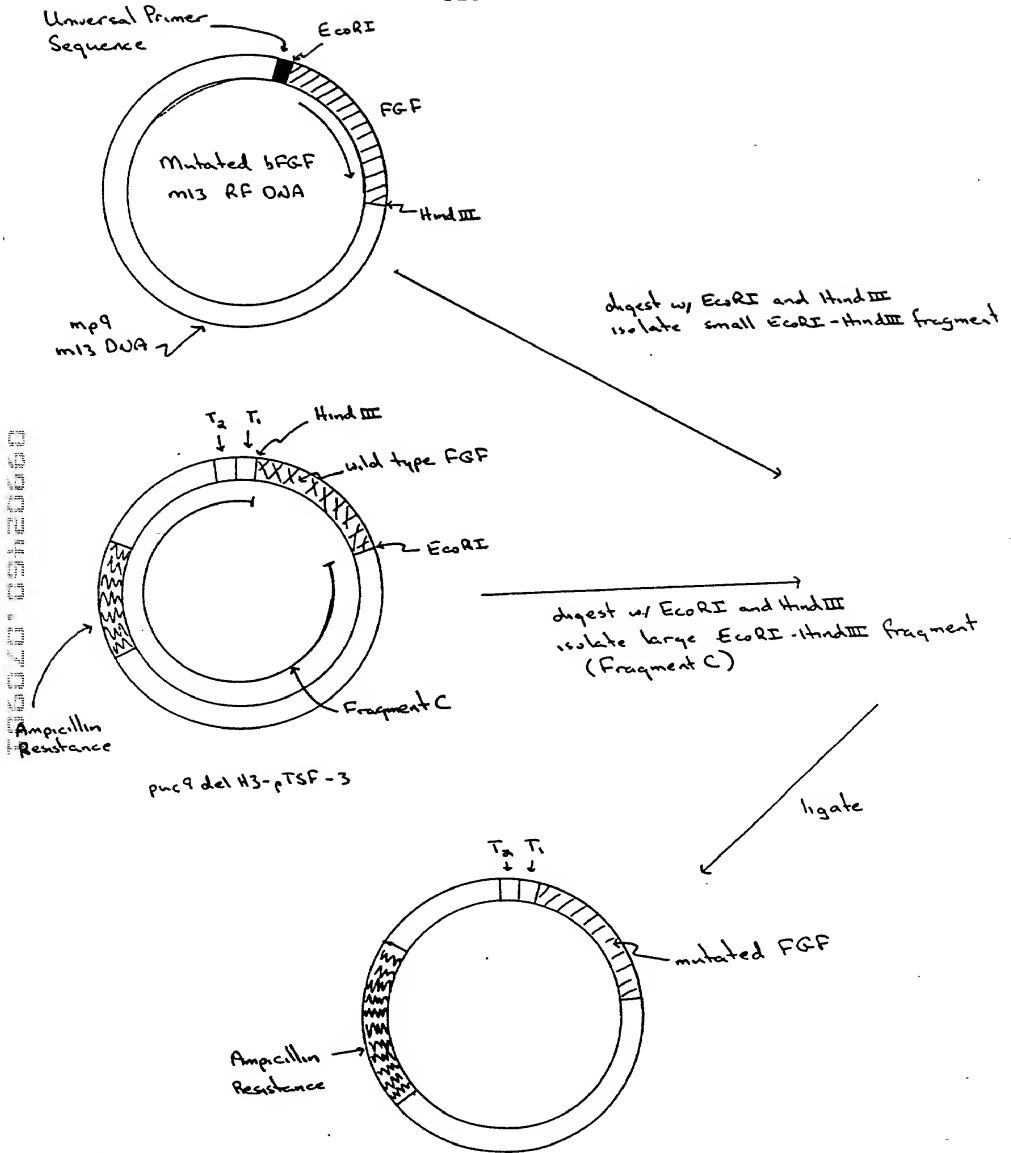 Universal Primer
Sequence
EcoRI
FGF
Mutated bFGF
m13 RF DNA
HindIII
mp9
m13 DNA
digest w/ EcoRI and HindIII
isolate small EcoRI-HindIII fragment
T2 T1
HindIII
wild type FGF
EcoRI
digest w/ EcoRI and HindIII
isolate large EcoRI-HindIII fragment
(Fragment C)
Fragment C
Ampicillin
Resistance
puc9 del H3-pTSF-3
ligate
T2 T1
mutated FGF
Ampicillin
Resistance